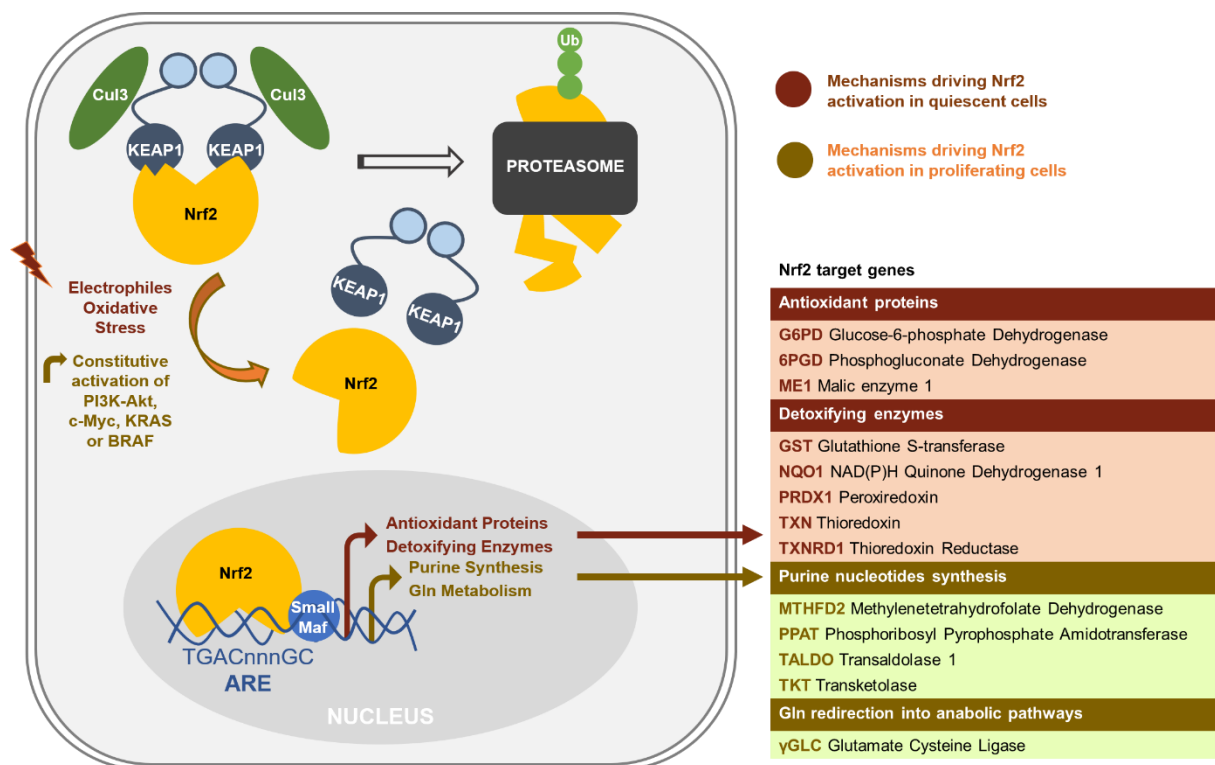 Cul3
Cul3
KEAP1
KEAP1
Nrf2
Ub
PROTEASOME
KEAP1
KEAP1
Nrf2
Electrophiles
Oxidative
Stress
Constitutive
activation of
PI3K-Akt,
c-Myc, KRAS
or BRAF
Nrf2
Small
Maf
TGACnnnGC
ARE
Antioxidant Proteins
Detoxifying Enzymes
Purine Synthesis
Gln Metabolism
NUCLEUS
Mechanisms driving Nrf2
activation in quiescent cells
Mechanisms driving Nrf2
activation in proliferating cells
Nrf2 target genes
Antioxidant proteins
G6PD Glucose-6-phosphate Dehydrogenase
6PGD Phosphogluconate Dehydrogenase
ME1 Malic enzyme 1
Detoxifying enzymes
GST Glutathione S-transferase
NQO1 NAD(P)H Quinone Dehydrogenase 1
PRDX1 Peroxiredoxin
TXN Thioredoxin
TXNRD1 Thioredoxin Reductase
Purine nucleotides synthesis
MTHFD2 Methylenetetrahydrofolate Dehydrogenase
PPAT Phosphoribosyl Pyrophosphate Amidotransferase
TALDO Transaldolase 1
TKT Transketolase
Gln redirection into anabolic pathways
γGLC Glutamate Cysteine Ligase